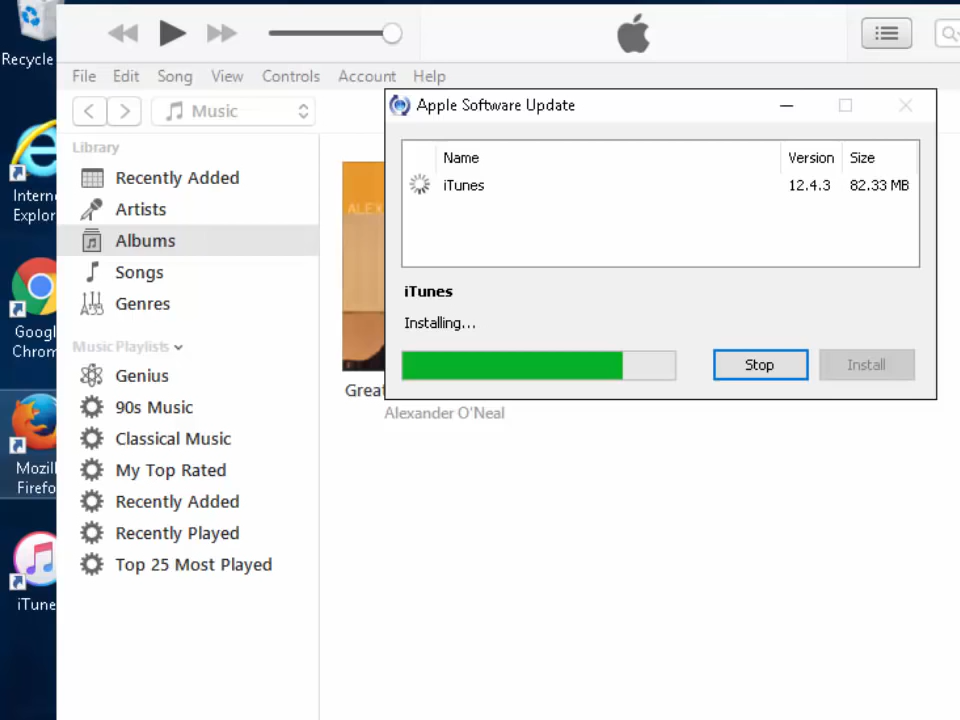 Recycle
Intern
Explor
Googl
Chrom
Mozil
Firefo
iTune
File Edit Song View Controls Account Help
Music
Library
Recently Added
Artists
Albums
Songs
Genres
Music Playlists
Genius
90s Music
Classical Music
My Top Rated
Recently Added
Recently Played
Top 25 Most Played
ALEX
Great
Alexander O'Neal
Apple Software Update
Name Version Size
iTunes 12.4.3 82.33 MB
iTunes
Installing...
Stop Install